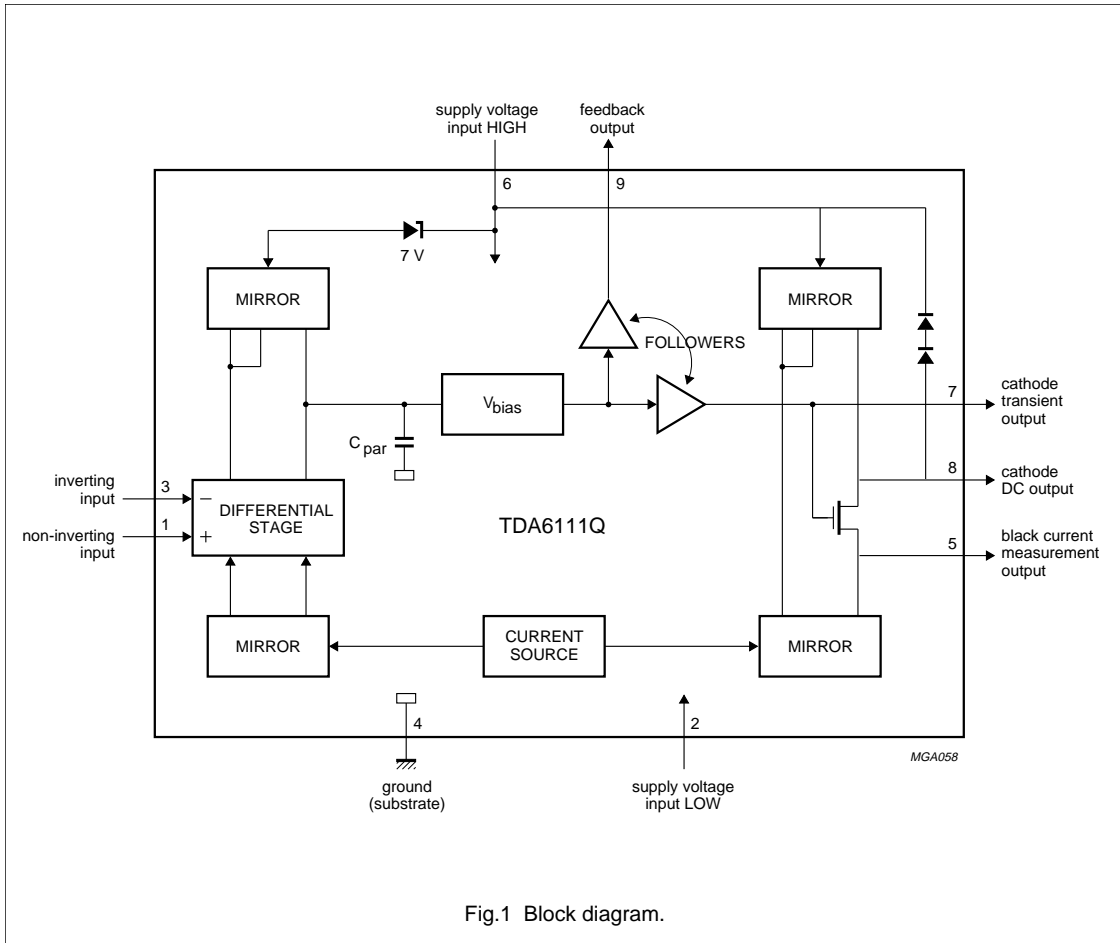 supply voltage
input HIGH
feedback
output
6
9
7 V
MIRROR
MIRROR
FOLLOWERS
Vbias
7
cathode
transient
output
Cpar
8
cathode
DC output
inverting
input
3
−
DIFFERENTIAL
STAGE
TDA6111Q
1
+
non-inverting
input
5
black current
measurement
output
MIRROR
CURRENT
SOURCE
MIRROR
4
2
MGA058
ground
(substrate)
supply voltage
input LOW
Fig.1 Block diagram.